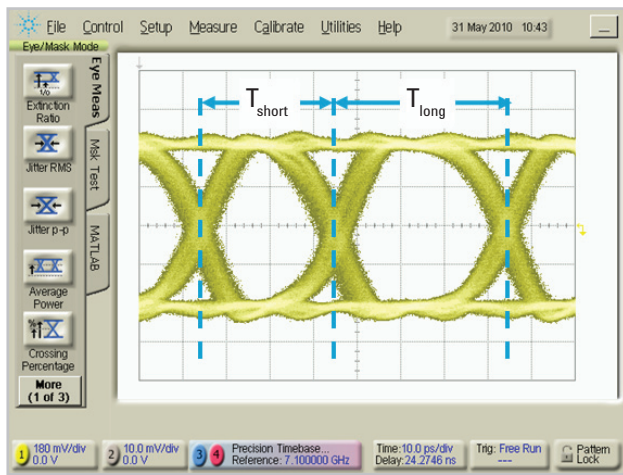 File Control Setup Measure Calibrate Utilities Help 31 May 2010 10:43
Eye/Mask Mode
Extinction
Ratio
Jitter RMS
Jitter p-p
Average
Power
Crossing
Percentage
More
(1 of 3)
Eye Meas
Msk Test
MATLAB
Tshort
Tlong
1 180 mV/div
0.0 V
2 10.0 mV/div
0.0 V
3 4 Precision Timebase...
Reference: 7.100000 GHz
Time:10.0 ps/div
Delay:24.2746 ns
Trig: Free Run
---
Pattern
Lock